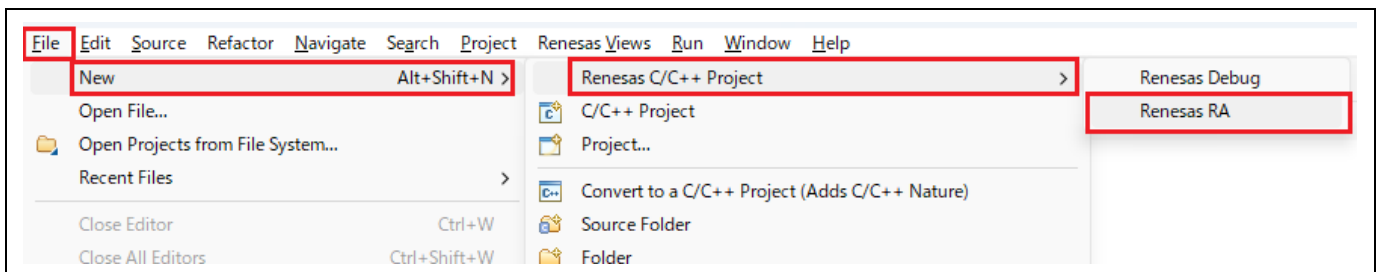 File Edit Source Refactor Navigate Search Project Renesas Views Run Window Help
New Alt+Shift+N >
Open File...
Open Projects from File System...
Recent Files >
Close Editor Ctrl+W
Close All Editors Ctrl+Shift+W
Renesas C/C++ Project >
C/C++ Project
Project...
Convert to a C/C++ Project (Adds C/C++ Nature)
Source Folder
Folder
Renesas Debug
Renesas RA